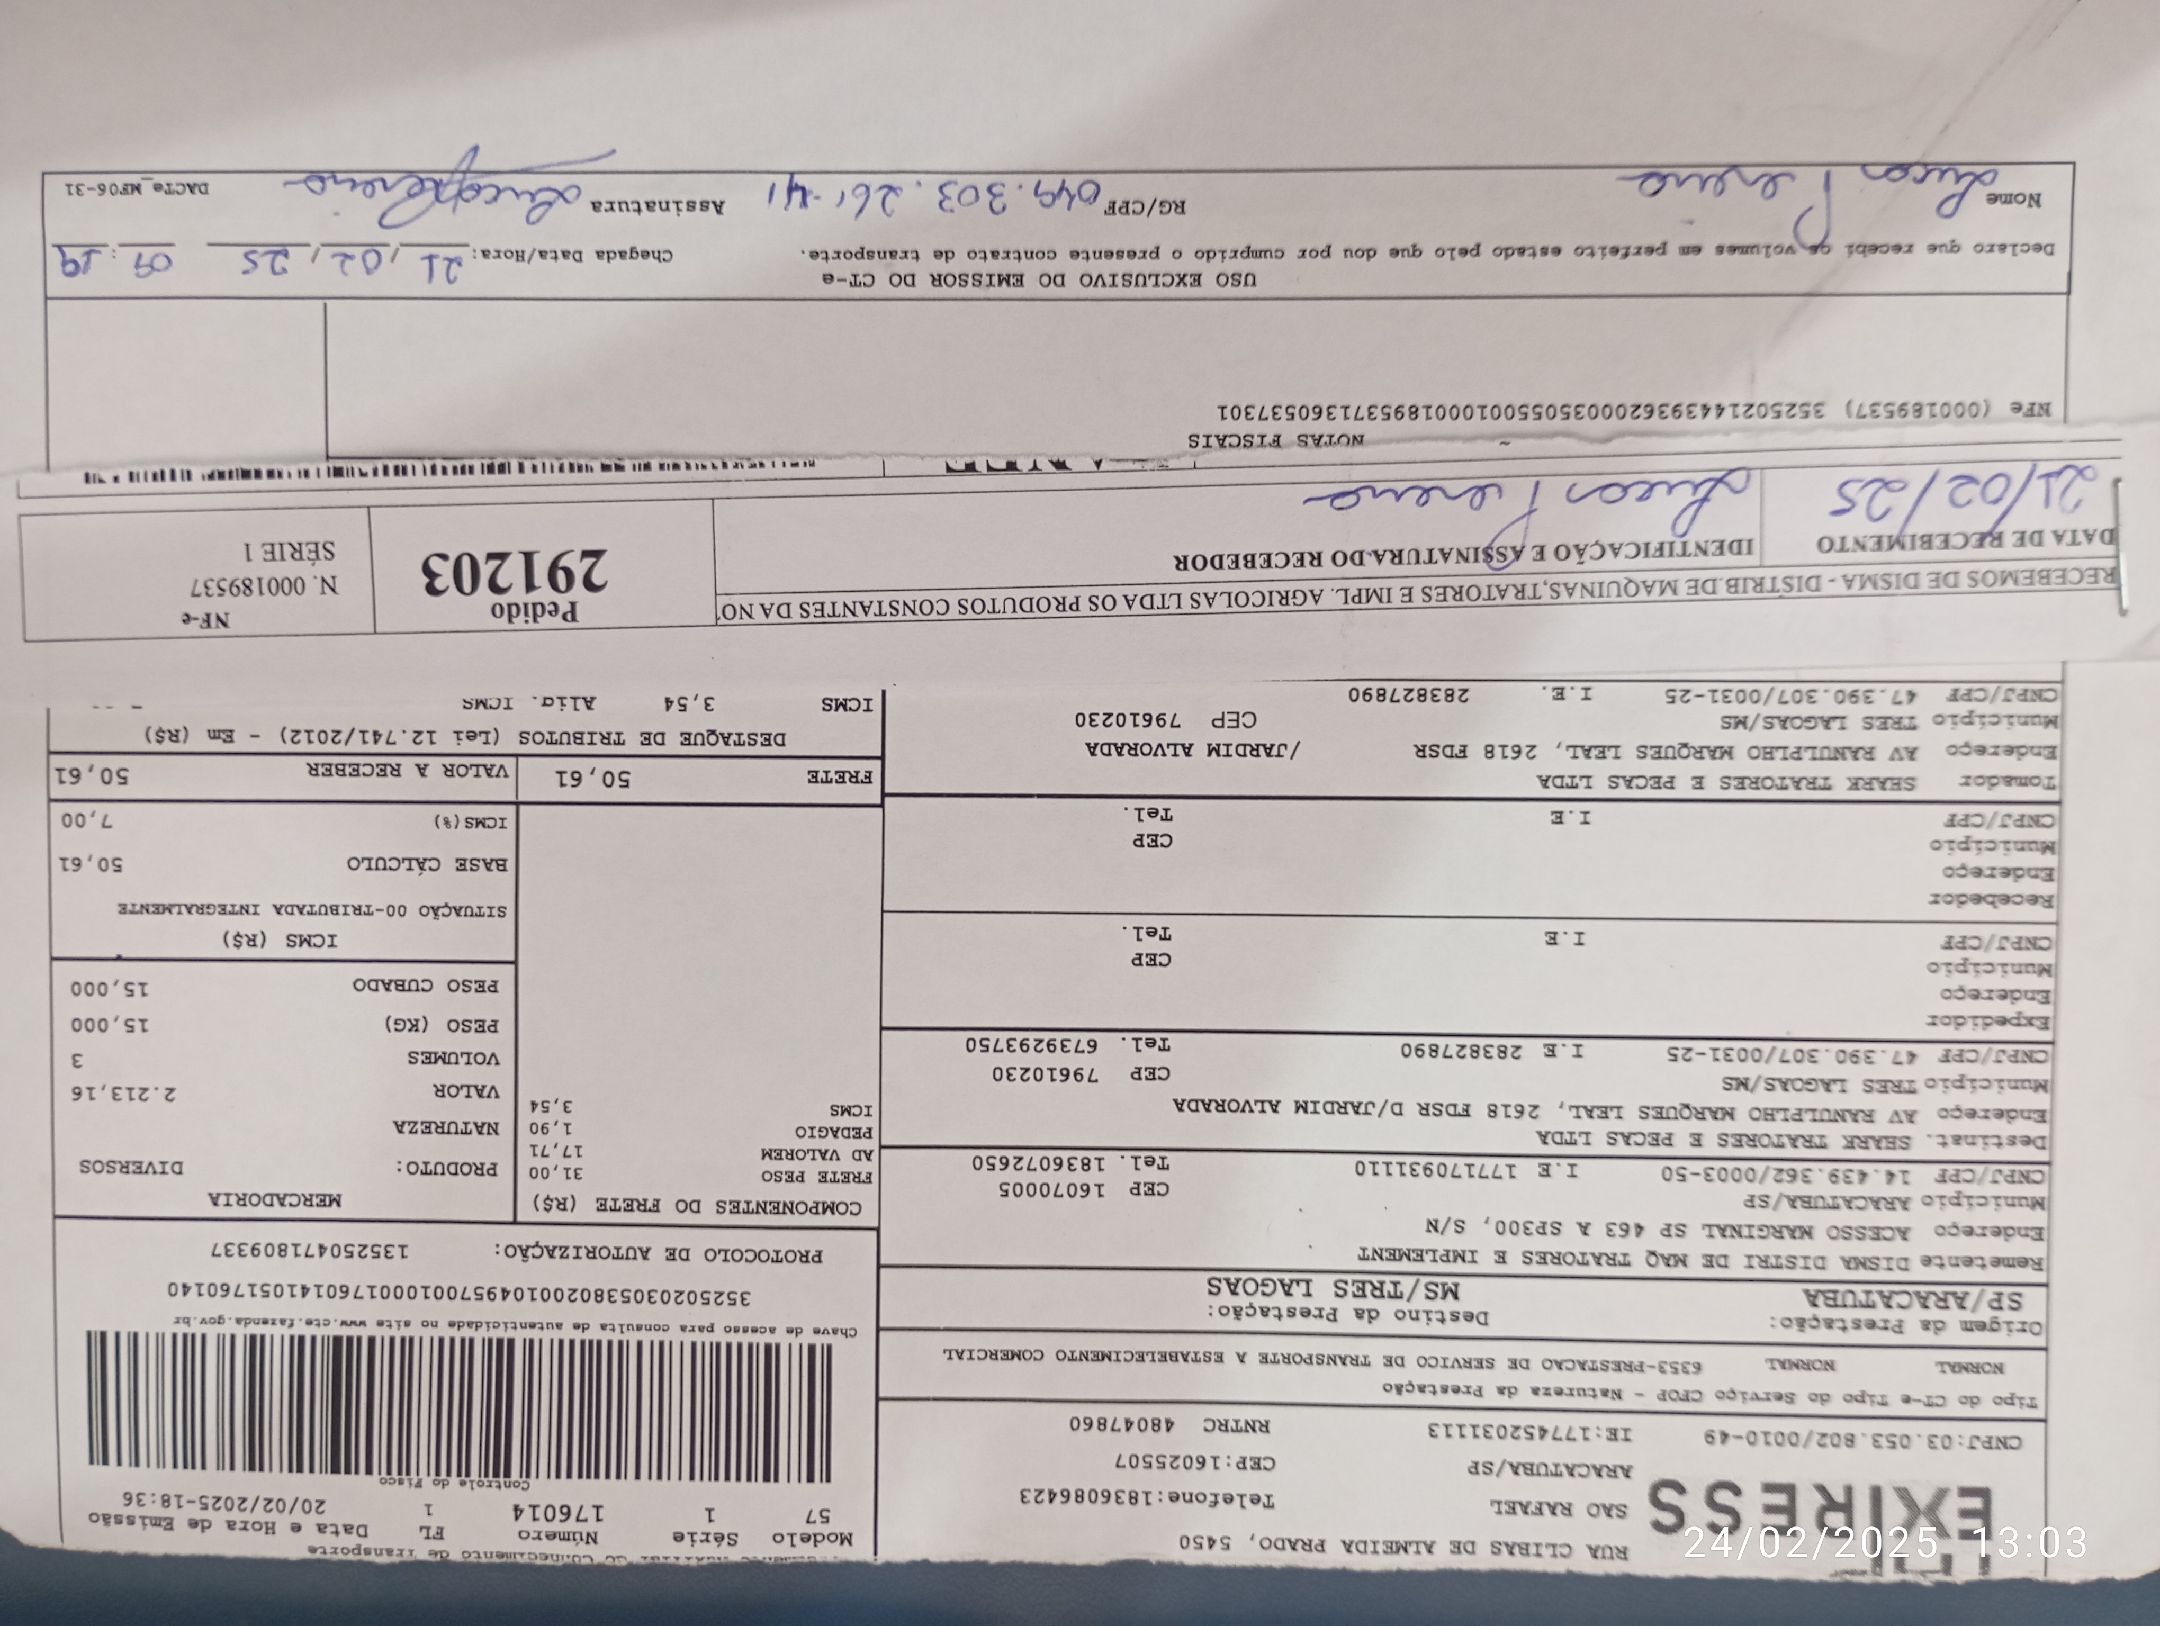 RUA CLIBAS DE ALMEIDA PRADO, 5450
EXPRESS
SAO RAFAEL
Telefone:1836086423
ARACATUBA/SP
CEP:16025507
CNPJ:03.053.802/0010-49
IE:177452031113
RNTRC 48047860
Tipo do CT-e Tipo do Serviço CFOP - Natureza da Prestação
NORMAL NORMAL 6353-PRESTACAO DE SERVICO DE TRANSPORTE A ESTABELECIMENTO COMERCIAL
Origem da Prestação:
SP/ARACATUBA
Destino da Prestação:
MS/TRES LAGOAS
Remetente DISMA DISTRI DE MAQ TRATORES E IMPLEMENT
Endereço ACESSO MARGINAL SP 463 A SP300, S/N
Município ARACATUBA/SP
CEP 16070005
CNPJ/CPF 14.439.362/0003-50 I.E 177170931110 Tel. 1836072650
Destinat. SHARK TRATORES E PECAS LTDA
Endereço AV RANULPLHO MARQUES LEAL, 2618 FDSR D/JARDIM ALVORADA
Município TRES LAGOAS/MS
CEP 79610230
CNPJ/CPF 47.390.307/0031-25 I.E 283827890 Tel. 6739293750
Expedidor
Endereço
Município
CEP
CNPJ/CPF I.E Tel.
Recebedor
Endereço
Município
CEP
CNPJ/CPF I.E Tel.
Tomador SHARK TRATORES E PECAS LTDA
Endereço AV RANULPLHO MARQUES LEAL, 2618 FDSR /JARDIM ALVORADA
Município TRES LAGOAS/MS
CEP 79610230
CNPJ/CPF 47.390.307/0031-25 I.E. 283827890
de Conhecimento de Transporte
Modelo Série Número FL Data e Hora de Emissão
57 1 176014 1 20/02/2025-18:36
Controle do Fisco
Chave de acesso para consulta de autenticidade no site www.cte.fazenda.gov.br
35250203053802001049570010001760141051760140
PROTOCOLO DE AUTORIZAÇÃO: 135250471809337
COMPONENTES DO FRETE (R$)
FRETE PESO 31,00
AD VALOREM 17,71
PEDAGIO 1,90
ICMS 3,54
MERCADORIA
PRODUTO: DIVERSOS
NATUREZA
VALOR 2.213,16
VOLUMES 3
PESO (KG) 15,000
PESO CUBADO 15,000
ICMS (R$)
SITUAÇÃO 00-TRIBUTADA INTEGRALMENTE
BASE CÁLCULO 50,61
ICMS(%) 7,00
FRETE 50,61
VALOR A RECEBER 50,61
DESTAQUE DE TRIBUTOS (Lei 12.741/2012) - Em (R$)
ICMS 3,54 Aliq. ICMS
RECEBEMOS DE DISMA - DISTRIB DE MAQUINAS,TRATORES E IMPL. AGRICOLAS LTDA OS PRODUTOS CONSTANTES DA NO
DATA DE RECEBIMENTO
21/02/25
IDENTIFICAÇÃO E ASSINATURA DO RECEBEDOR
Lucas Pereira
Pedido
291203
NF-e
N. 000189537
SÉRIE 1
NOTAS FISCAIS
NFe (000189537) 35250214439362000350550010001895371360537301
USO EXCLUSIVO DO EMISSOR DO CT-e
Declaro que recebi os volumes em perfeito estado pelo que dou por cumprido o presente contrato de transporte.
Chegada Data/Hora: 21/02/25 09:19
Nome Lucas Pereira
RG/CPF 049.303.261-41
Assinatura Lucas Pereira
DACTe_MF06-31
24/02/2025 13:03